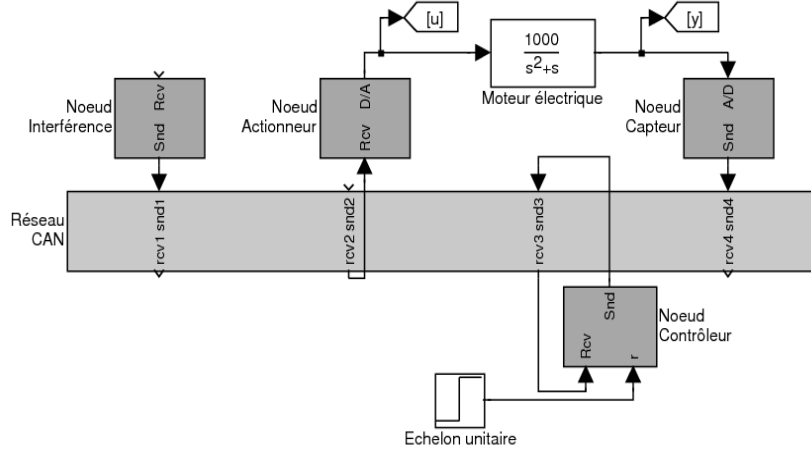 [u]
[y]
1000
s²+s
Moteur électrique
Noeud
Interférence
Rcv
Snd
Noeud
Actionneur
D/A
Rcv
Noeud
Capteur
A/D
Snd
Réseau
CAN
rcv1 snd1
rcv2 snd2
rcv3 snd3
rcv4 snd4
Snd
Rcv
r
Noeud
Contrôleur
Echelon unitaire